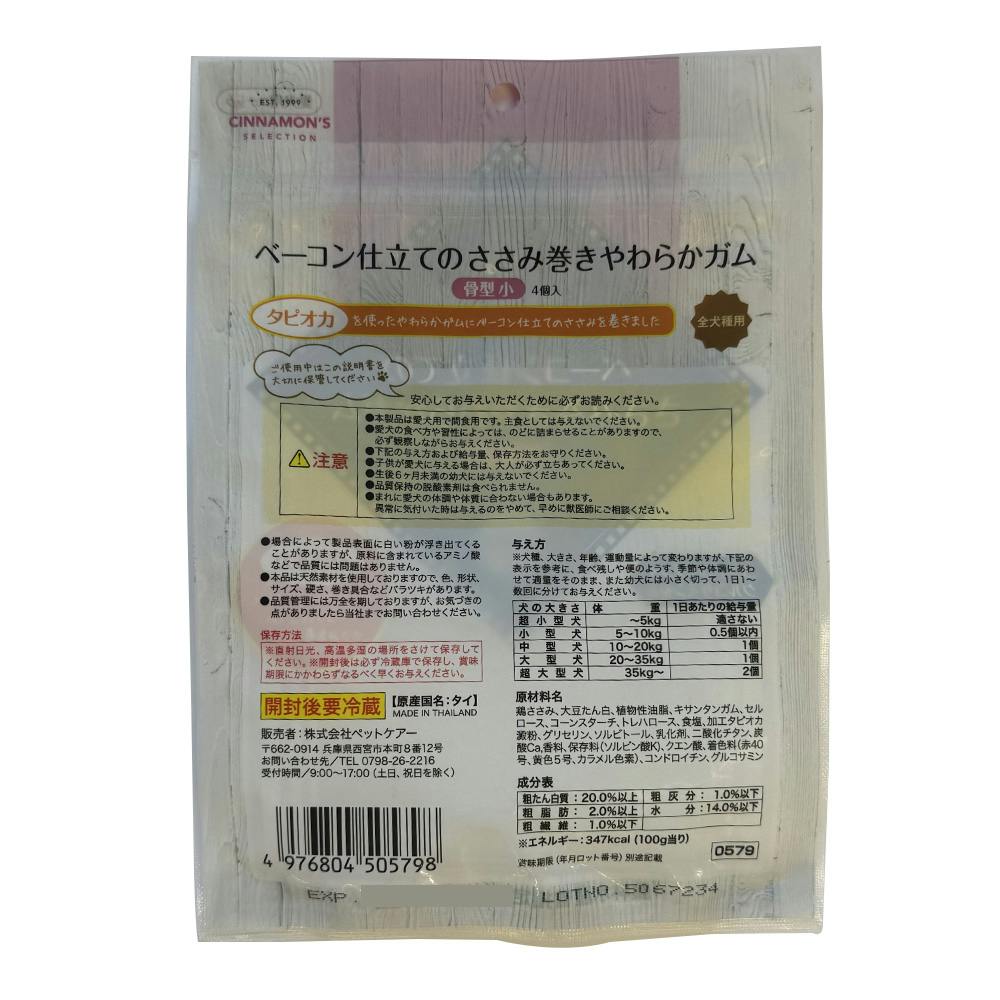 EST. 1999
CINNAMON'S
SELECTION
ベーコン仕立てのささみ巻きやわらかガム
骨型 小 4個入
タピオカ を使ったやわらかガムにベーコン仕立てのささみを巻きました
全犬種用
ご使用中はこの説明書を
大切に保管してください
安心してお与えいただくために必ずお読みください。
注意
●本製品は愛犬用で間食用です。主食としては与えないでください。
●愛犬の食べ方や習性によっては、のどに詰まらせることがありますので、
必ず観察しながらお与えください。
●下記の与え方および給与量、保存方法をお守りください。
●子供が愛犬に与える場合は、大人が必ず立ちあってください。
●生後6ヶ月未満の幼犬には与えないでください。
●品質保持の脱酸素剤は食べられません。
●まれに愛犬の体調や体質に合わない場合もあります。
異常に気付いた時は与えるのをやめて、早めに獣医師にご相談ください。
●場合によって製品表面に白い粉が浮き出てくる
ことがありますが、原料に含まれているアミノ酸
などで品質には問題はありません。
●本品は天然素材を使用しておりますので、色、形状、
サイズ、硬さ、巻き具合などバラツキがあります。
●品質管理には万全を期しておりますが、お気づきの
点がありましたら当社までお問い合わせください。
保存方法
※直射日光、高温多湿の場所をさけて保存して
ください。※開封後は必ず冷蔵庫で保存し、賞味
期限にかかわらずなるべく早くお与えください。
開封後要冷蔵
【原産国名:タイ】
MADE IN THAILAND
販売者:株式会社ペットケアー
〒662-0914 兵庫県西宮市本町8番12号
お問い合わせ先/TEL 0798-26-2216
受付時間/9:00〜17:00(土日、祝日を除く)
4 976804 505798
与え方
※犬種、大きさ、年齢、運動量によって変わりますが、下記の
表示を参考に、食べ残しや便のようす、季節や体調にあわ
せて適量をそのまま、また幼犬には小さく切って、1日1〜
数回に分けてお与えください。
犬の大きさ 体重 1日あたりの給与量
超小型犬 〜5kg 適さない
小型犬 5〜10kg 0.5個以内
中型犬 10〜20kg 1個
大型犬 20〜35kg 1個
超大型犬 35kg〜 2個
原材料名
鶏ささみ、大豆たん白、植物性油脂、キサンタンガム、セル
ロース、コーンスターチ、トレハロース、食塩、加工タピオカ
澱粉、グリセリン、ソルビトール、乳化剤、二酸化チタン、炭
酸Ca、香料、保存料(ソルビン酸K)、クエン酸、着色料(赤40
号、黄色5号、カラメル色素)、コンドロイチン、グルコサミン
成分表
粗たん白質:20.0%以上 粗灰分:1.0%以下
粗脂肪:2.0%以上 水分:14.0%以下
粗繊維:1.0%以下
※エネルギー:347kcal(100g当り)
賞味期限(年月ロット番号)別途記載
0579
EXP. LOTNO. 5067234